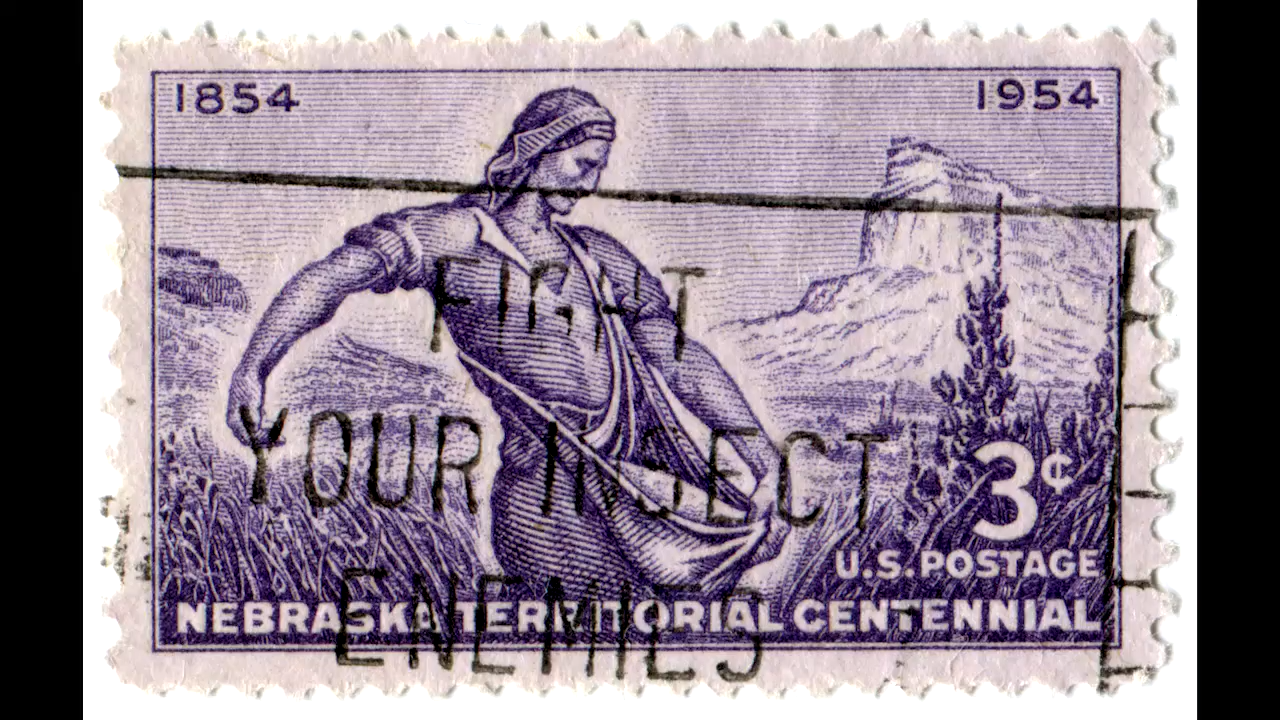 1854 1954
FIGHT
YOUR INSECT
ENEMIES
3¢
U.S. POSTAGE
NEBRASKA TERRITORIAL CENTENNIAL